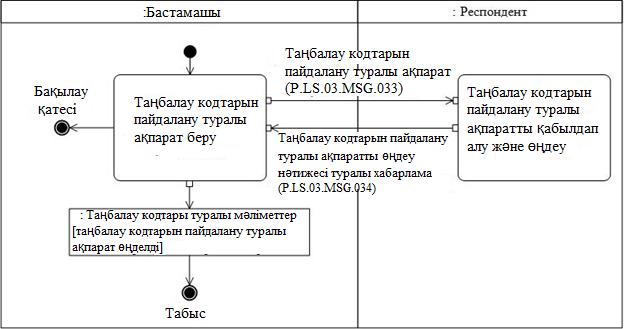 :Бастамашы
: Респондент
Таңбалау кодтарын
пайдалану туралы ақпарат
(P.LS.03.MSG.033)
Бақылау
қатесі
Таңбалау кодтарын
пайдалану туралы
ақпарат беру
Таңбалау кодтарын
пайдалану туралы
ақпаратты қабылдап
алу және өңдеу
Таңбалау кодтарын пайдалану
туралы ақпаратты өңдеу
нәтижесі туралы хабарлама
(P.LS.03.MSG.034)
: Таңбалау кодтары туралы мәліметтер
[таңбалау кодтарын пайдалану туралы
ақпарат өңделді]
Табыс